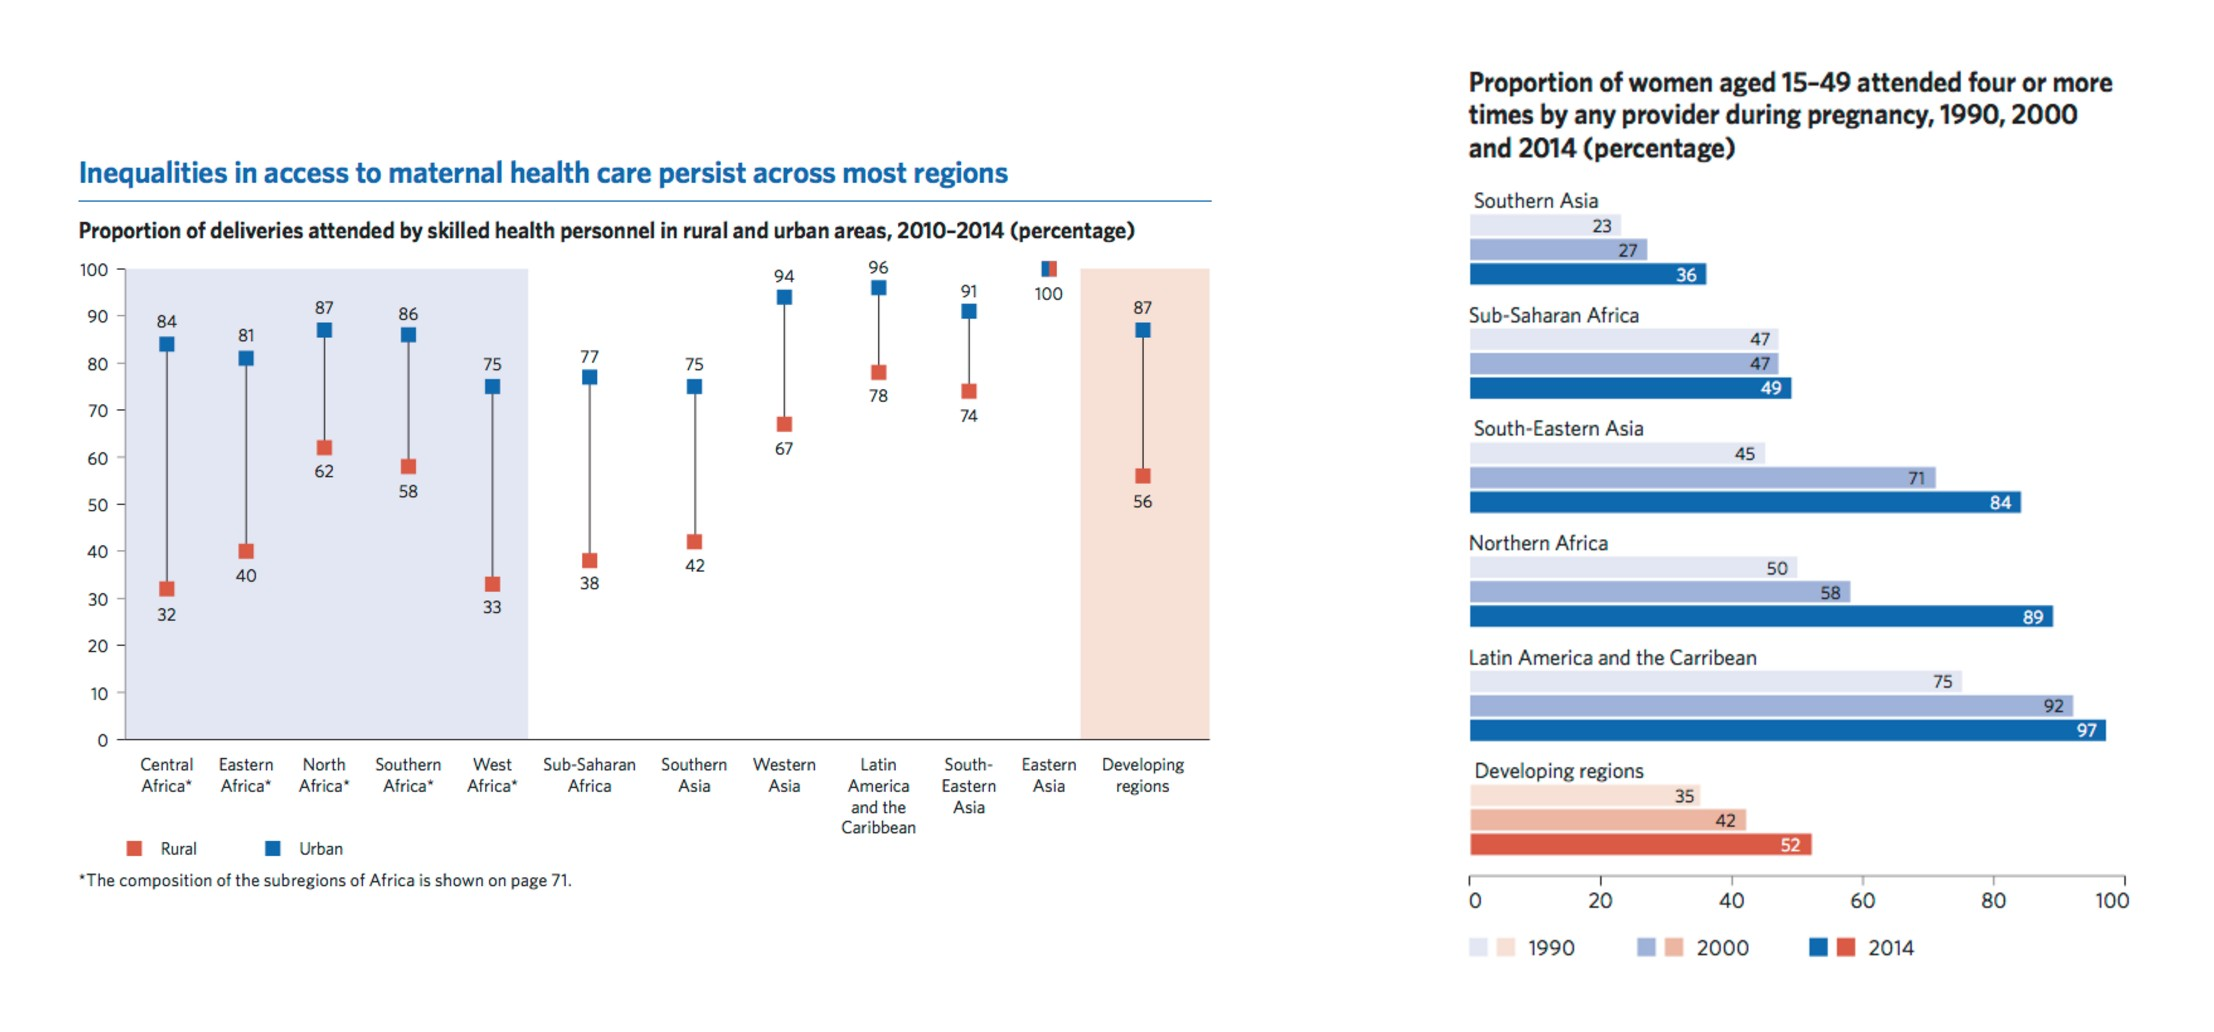 Inequalities in access to maternal health care persist across most regions
Proportion of deliveries attended by skilled health personnel in rural and urban areas, 2010–2014 (percentage)
100
90
80
70
60
50
40
30
20
10
0
84
32
81
40
87
62
86
58
75
33
77
38
75
42
94
67
96
78
91
74
100
87
56
Central
Africa*
Eastern
Africa*
North
Africa*
Southern
Africa*
West
Africa*
Sub-Saharan
Africa
Southern
Asia
Western
Asia
Latin
America
and the
Caribbean
South-
Eastern
Asia
Eastern
Asia
Developing
regions
Rural
Urban
*The composition of the subregions of Africa is shown on page 71.
Proportion of women aged 15–49 attended four or more
times by any provider during pregnancy, 1990, 2000
and 2014 (percentage)
Southern Asia
23
27
36
Sub-Saharan Africa
47
47
49
South-Eastern Asia
45
71
84
Northern Africa
50
58
89
Latin America and the Carribean
75
92
97
Developing regions
35
42
52
0 20 40 60 80 100
1990 2000 2014